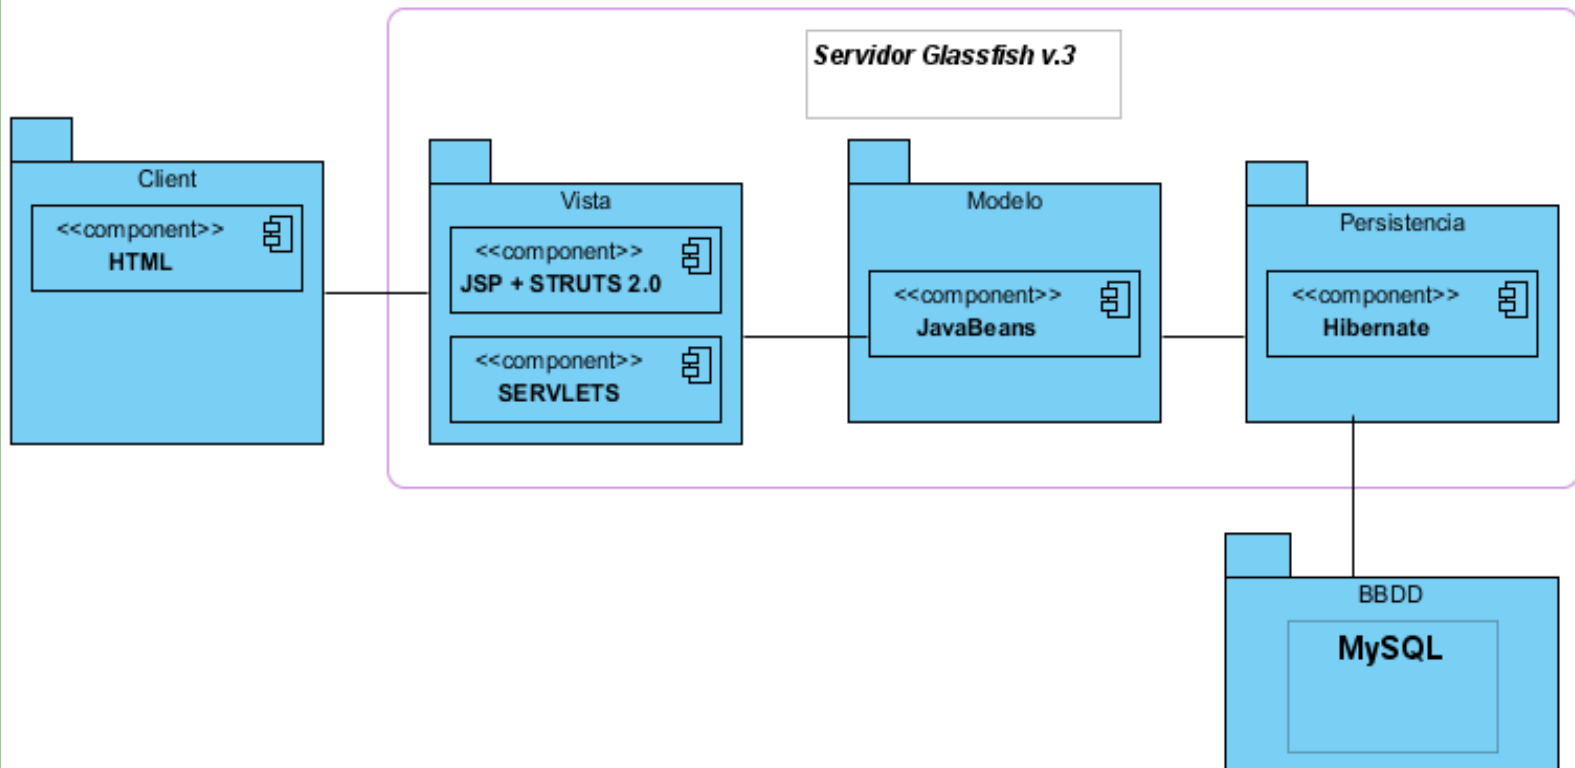 Servidor Glassfish v.3
Client
<<component>>
HTML
Vista
<<component>>
JSP + STRUTS 2.0
<<component>>
SERVLETS
Modelo
<<component>>
JavaBeans
Persistencia
<<component>>
Hibernate
BBDD
MySQL